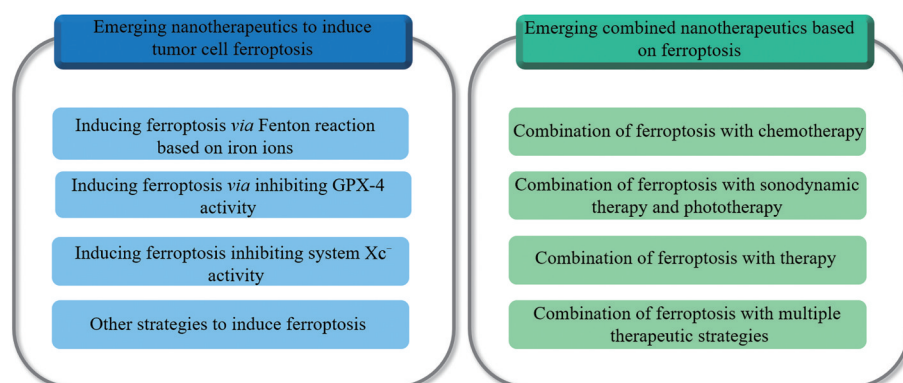 Emerging nanotherapeutics to induce
tumor cell ferroptosis
Inducing ferroptosis via Fenton reaction
based on iron ions
Inducing ferroptosis via inhibiting GPX-4
activity
Inducing ferroptosis inhibiting system Xc⁻
activity
Other strategies to induce ferroptosis
Emerging combined nanotherapeutics based
on ferroptosis
Combination of ferroptosis with chemotherapy
Combination of ferroptosis with sonodynamic
therapy and phototherapy
Combination of ferroptosis with therapy
Combination of ferroptosis with multiple
therapeutic strategies